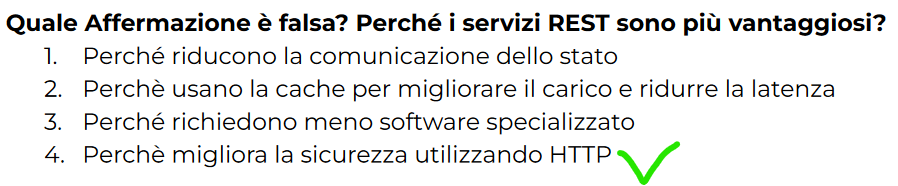 Quale Affermazione è falsa? Perché i servizi REST sono più vantaggiosi?
1. Perché riducono la comunicazione dello stato
2. Perchè usano la cache per migliorare il carico e ridurre la latenza
3. Perché richiedono meno software specializzato
4. Perchè migliora la sicurezza utilizzando HTTP